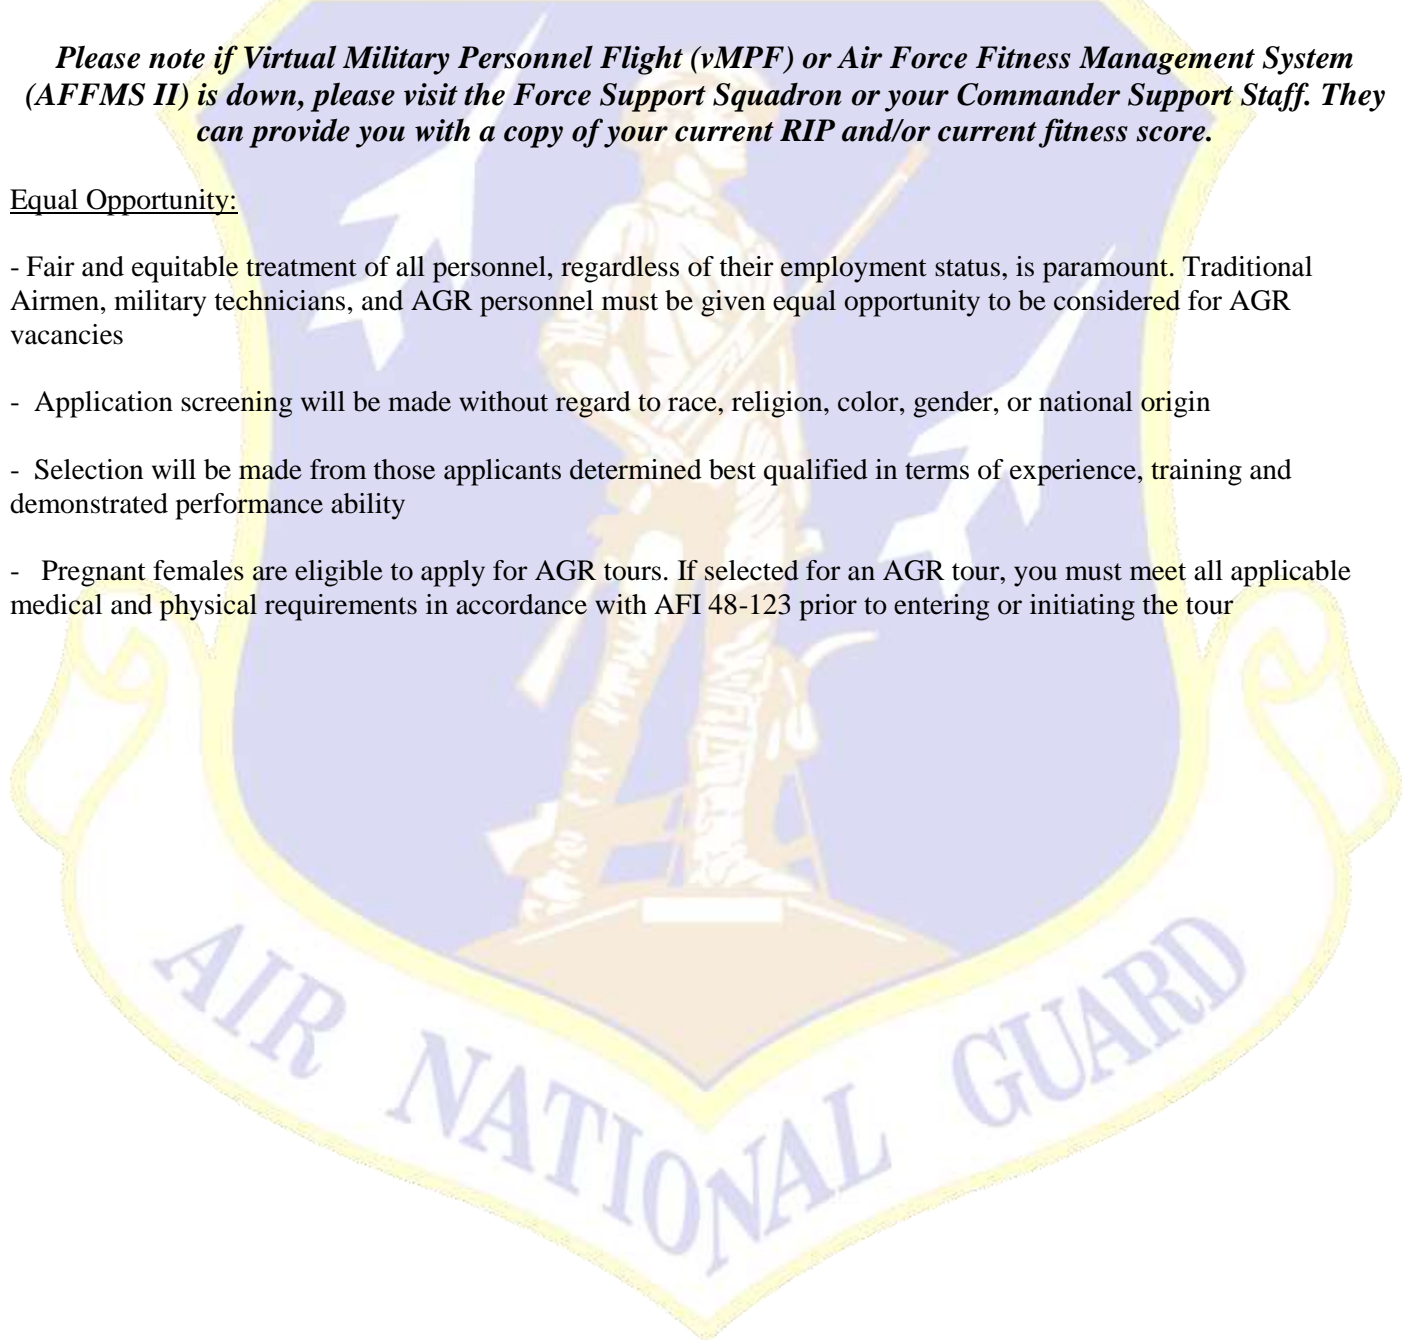 Please note if Virtual Military Personnel Flight (vMPF) or Air Force Fitness Management System
(AFFMS II) is down, please visit the Force Support Squadron or your Commander Support Staff. They
can provide you with a copy of your current RIP and/or current fitness score.
Equal Opportunity:
- Fair and equitable treatment of all personnel, regardless of their employment status, is paramount. Traditional
Airmen, military technicians, and AGR personnel must be given equal opportunity to be considered for AGR
vacancies
- Application screening will be made without regard to race, religion, color, gender, or national origin
- Selection will be made from those applicants determined best qualified in terms of experience, training and
demonstrated performance ability
- Pregnant females are eligible to apply for AGR tours. If selected for an AGR tour, you must meet all applicable
medical and physical requirements in accordance with AFI 48-123 prior to entering or initiating the tour
AIR NATIONAL GUARD